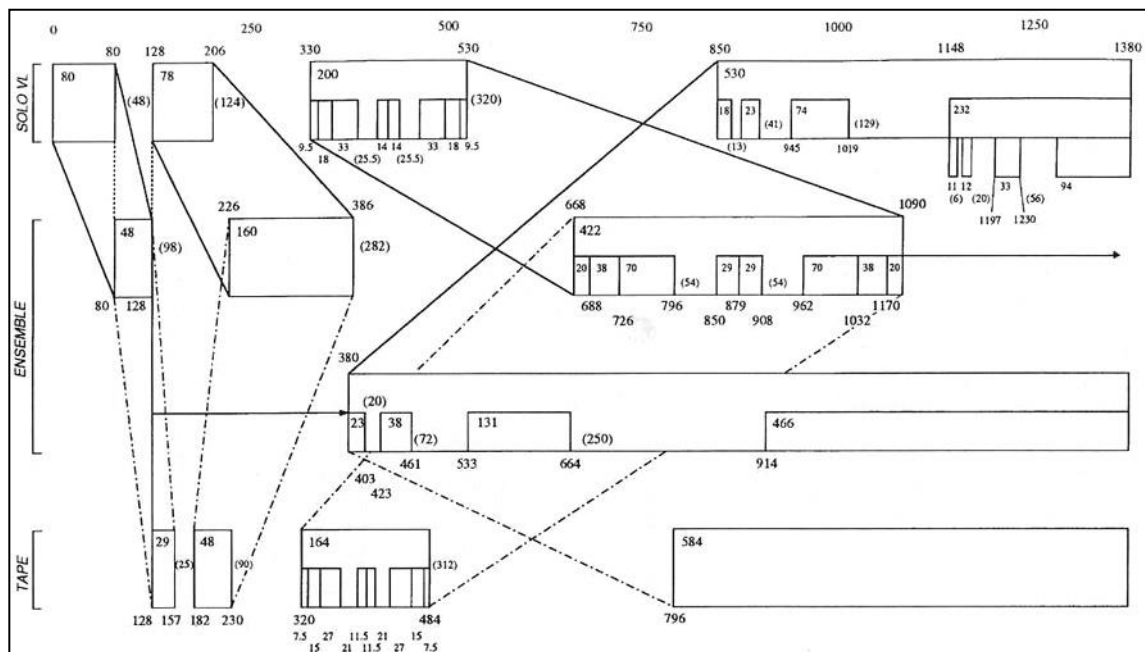 0 250 500 750 1000 1250
80 128 206 330 530 850 1148 1380
SOLO VL
80 (48) 78 (124) 200 (320) 530
18 23 (41) 74 (129) 232
9.5 33 14 14 33 9.5 (13) 945 1019
18 (25.5) (25.5) 18
11 12 33 94
(6) (20) (56)
1197 1230
ENSEMBLE
226 386 668 1090
48 (98) 160 (282) 422
20 38 70 (54) 29 29 (54) 70 38 20
80 128 688 796 879 962 1170
726 850 908 1032
380
(20)
23 38 (72) 131 (250) 466
461 533 664 914
403
423
TAPE
29 (25) 48 (90) 164 (312) 584
128 157 182 230 320 484 796
7.5 27 11.5 21 15
15 21 11.5 27 7.5